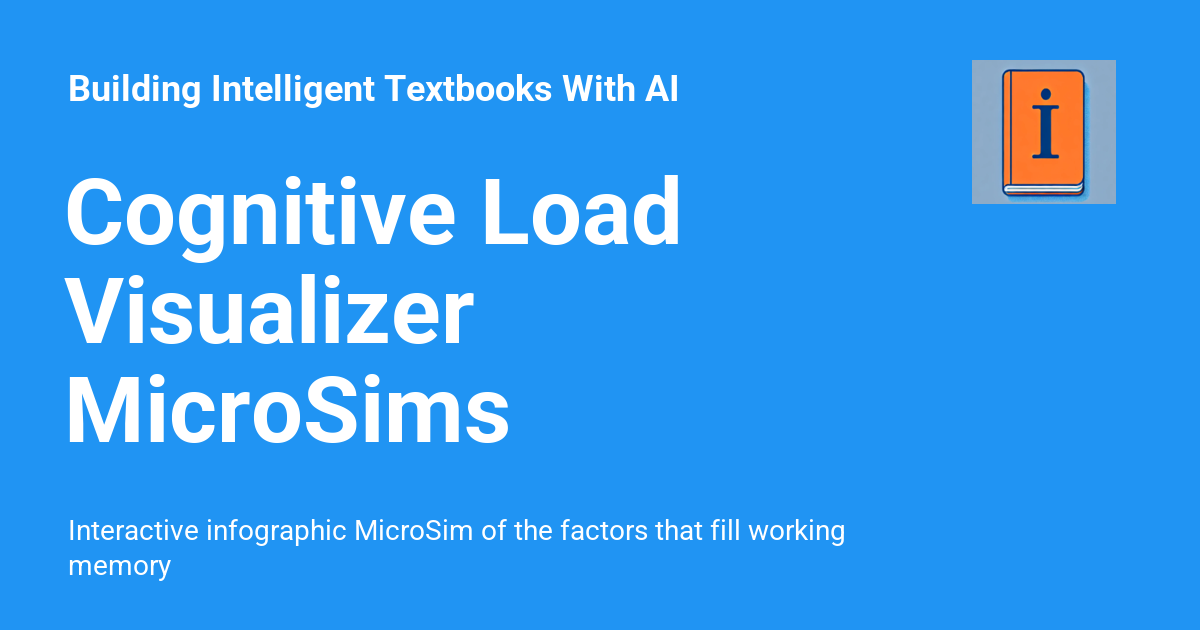 Building Intelligent Textbooks With AI
i
Cognitive Load
Visualizer
MicroSims
Interactive infographic MicroSim of the factors that fill working
memory